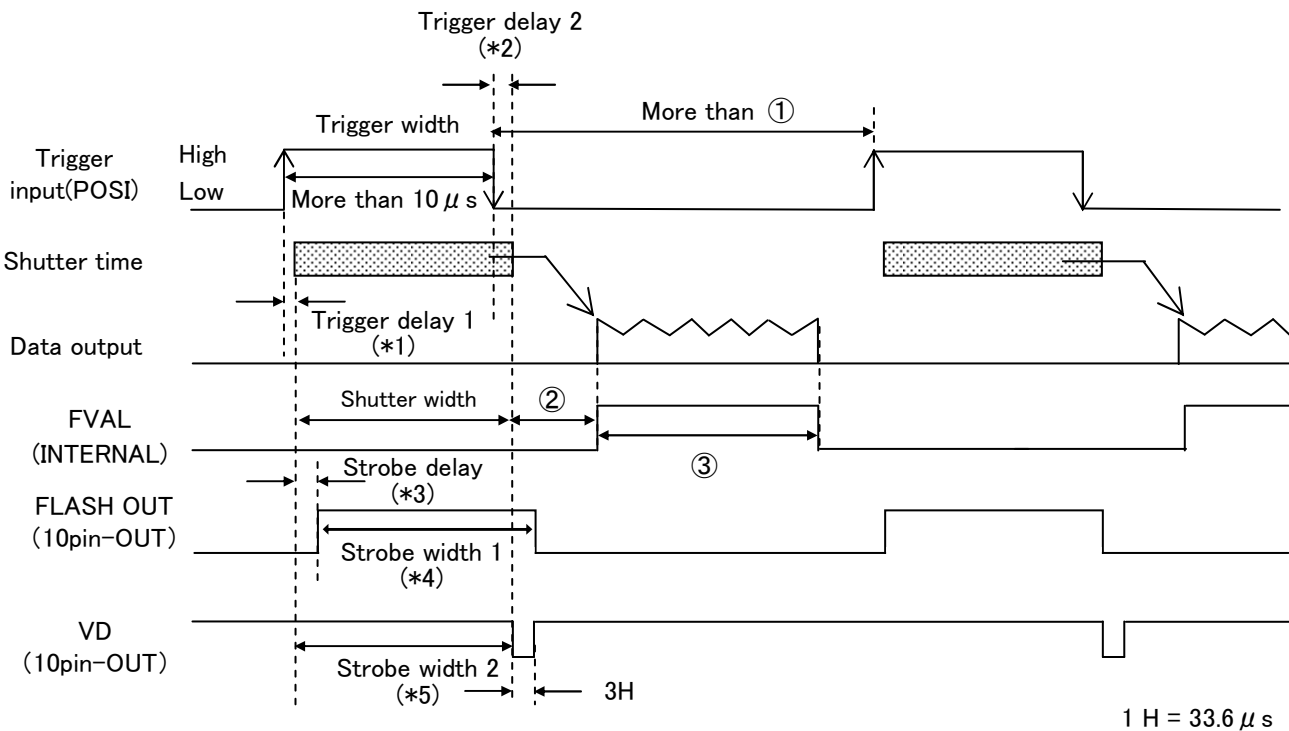 Trigger delay 2
(*2)
More than ①
Trigger width
Trigger
input(POSI)
High
Low
More than 10 μ s
Shutter time
Trigger delay 1
(*1)
Data output
Shutter width
②
FVAL
(INTERNAL)
③
Strobe delay
(*3)
FLASH OUT
(10pin-OUT)
Strobe width 1
(*4)
VD
(10pin-OUT)
Strobe width 2
(*5)
3H
1 H = 33.6 μ s